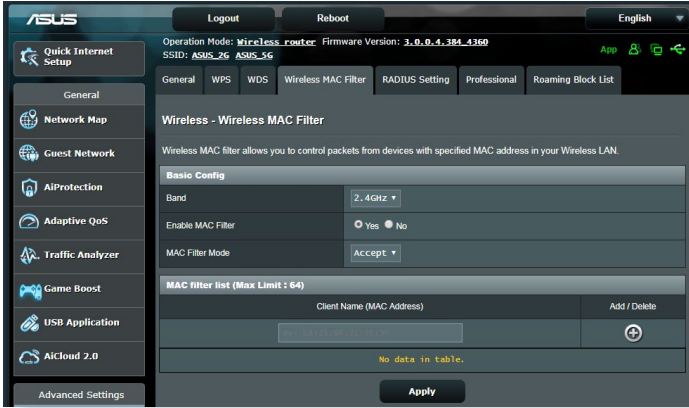 ASUS
Logout
Reboot
English
Quick Internet Setup
Operation Mode: Wireless router Firmware Version: 3.0.0.4.384_4360
SSID: ASUS_2G ASUS_5G
App
General
WPS
WDS
Wireless MAC Filter
RADIUS Setting
Professional
Roaming Block List
General
Network Map
Guest Network
AiProtection
Adaptive QoS
Traffic Analyzer
Game Boost
USB Application
AiCloud 2.0
Advanced Settings
Wireless - Wireless MAC Filter
Wireless MAC filter allows you to control packets from devices with specified MAC address in your Wireless LAN.
Basic Config
Band
2.4GHz
Enable MAC Filter
Yes No
MAC Filter Mode
Accept
MAC filter list (Max Limit : 64)
Client Name (MAC Address)
Add / Delete
No data in table.
Apply